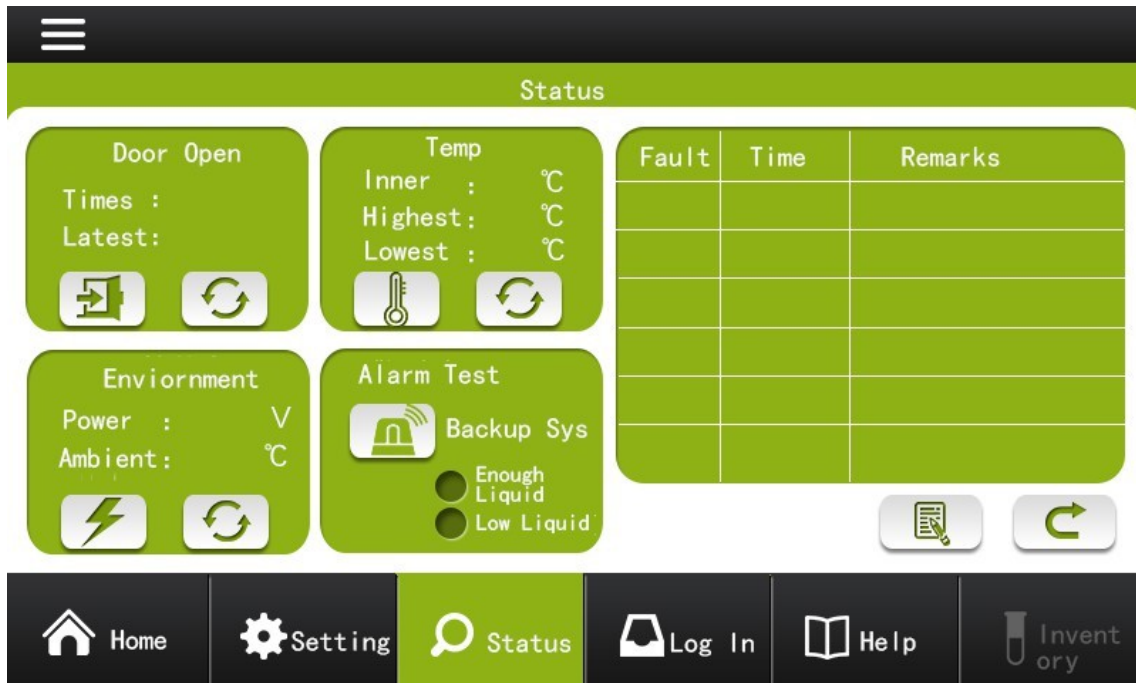 Status
Door Open
Times :
Latest:
Temp
Inner : ℃
Highest: ℃
Lowest : ℃
Fault Time Remarks
Enviornment
Power : V
Ambient: ℃
Alarm Test
Backup Sys
Enough
Liquid
Low Liquid
Home
Setting
Status
Log In
Help
Invent
ory